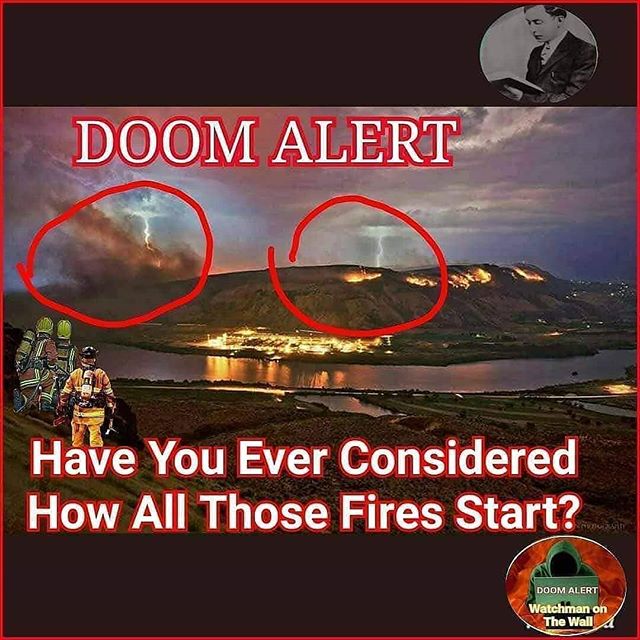 DOOM ALERT
Have You Ever Considered
How All Those Fires Start?
DOOM ALERT
Watchman on
The Wall